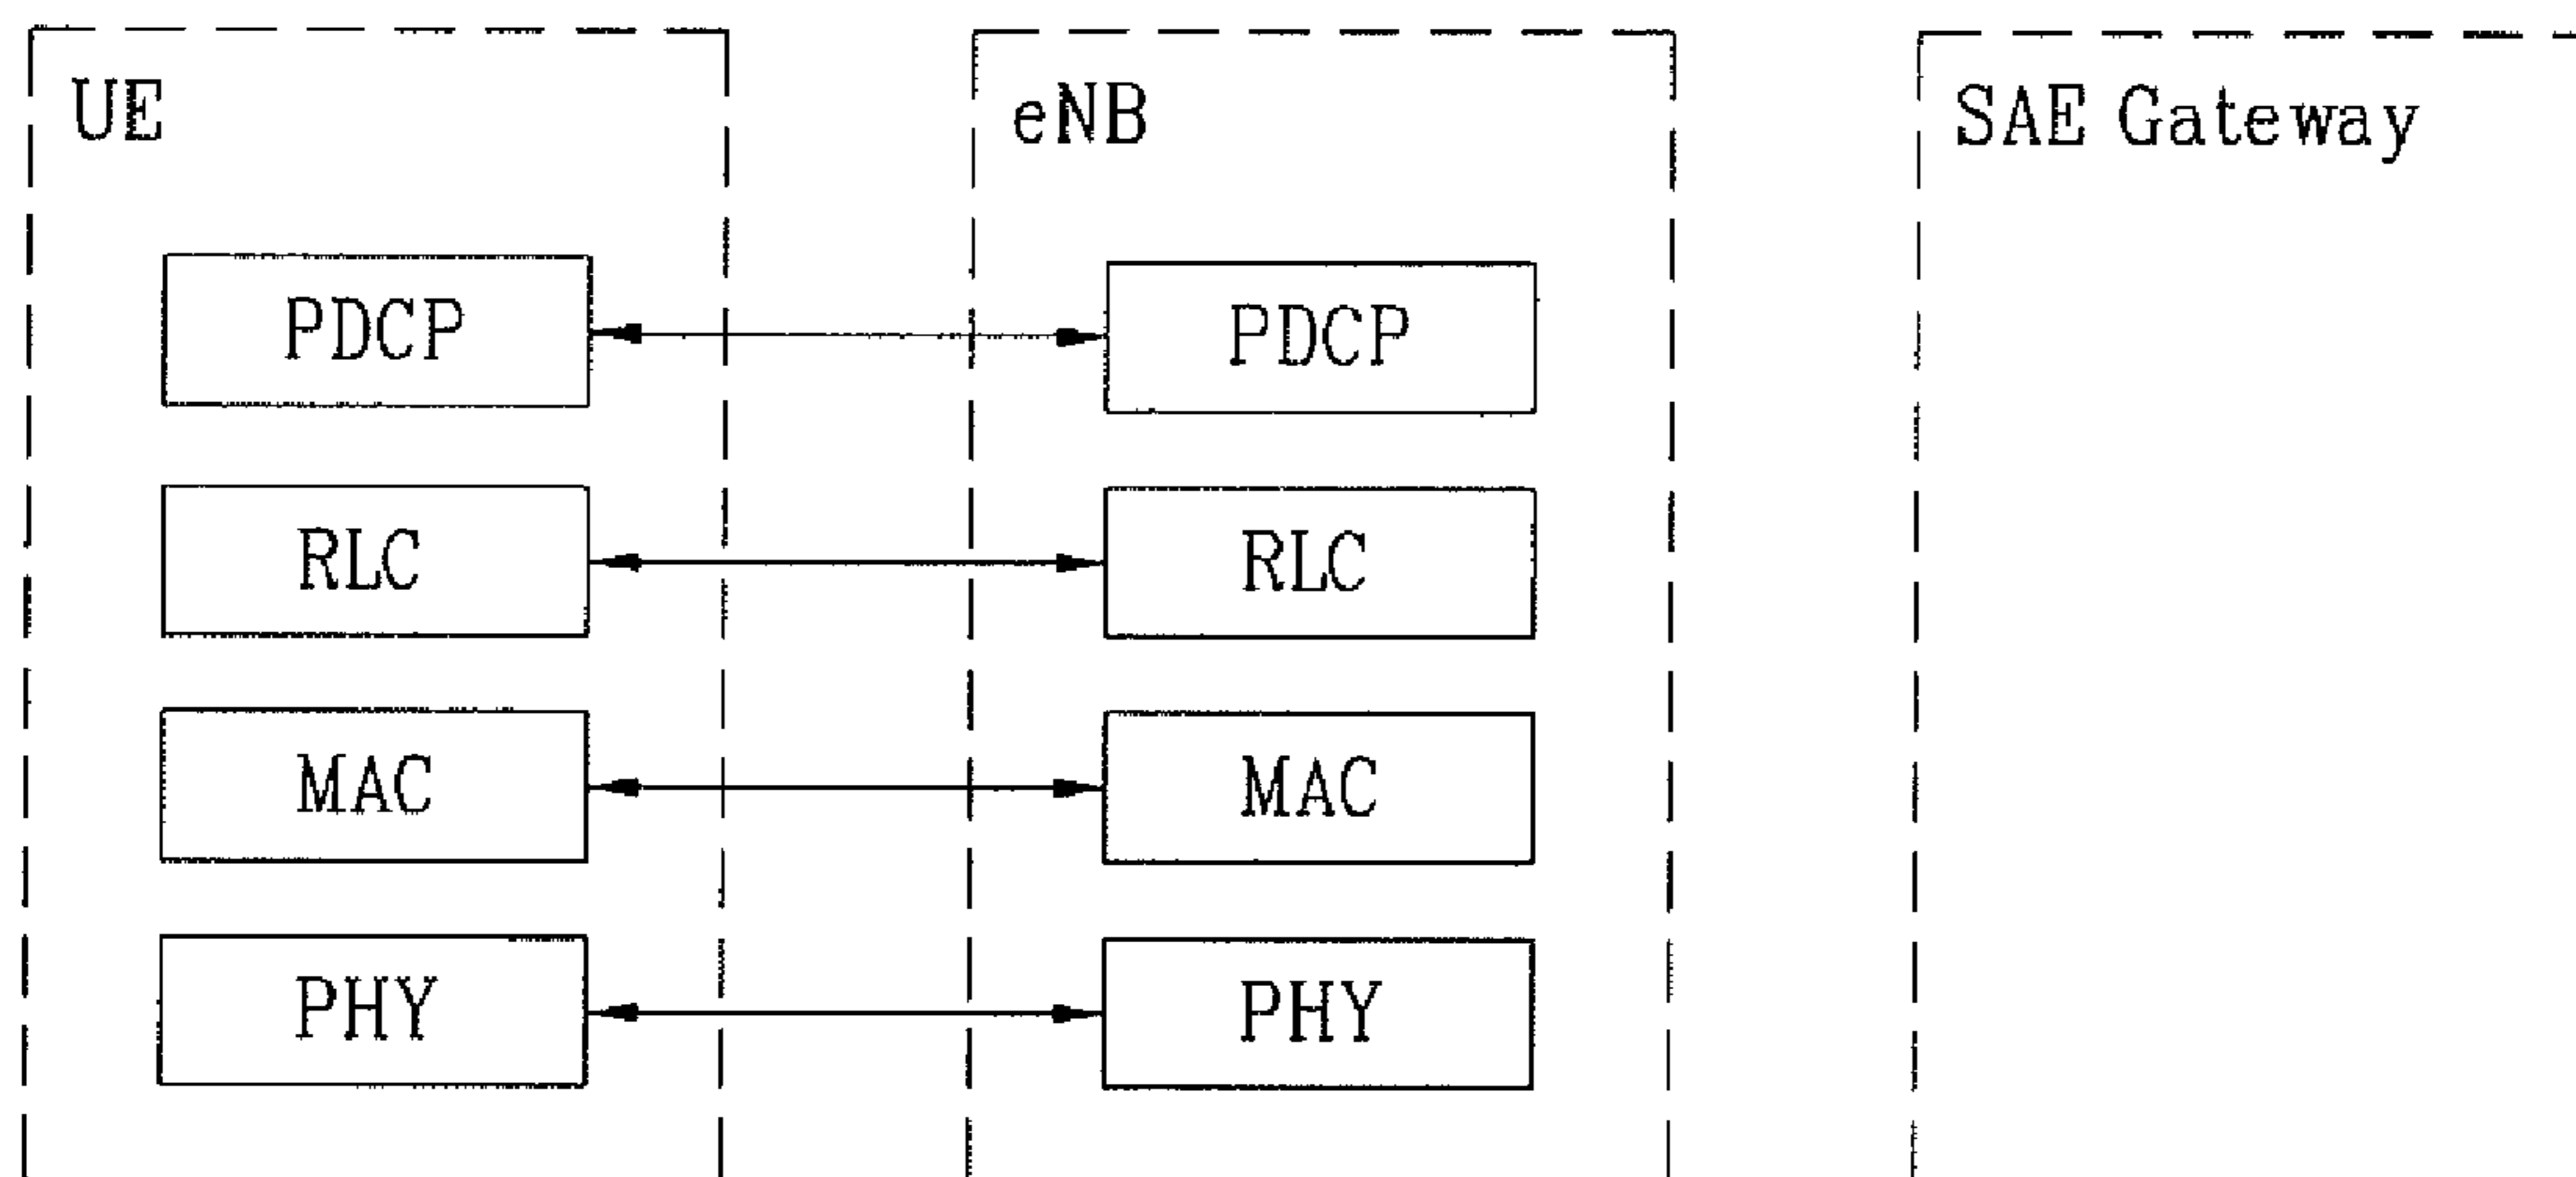 UE
eNB
SAE Gateway
PDCP
PDCP
RLC
RLC
MAC
MAC
PHY
PHY